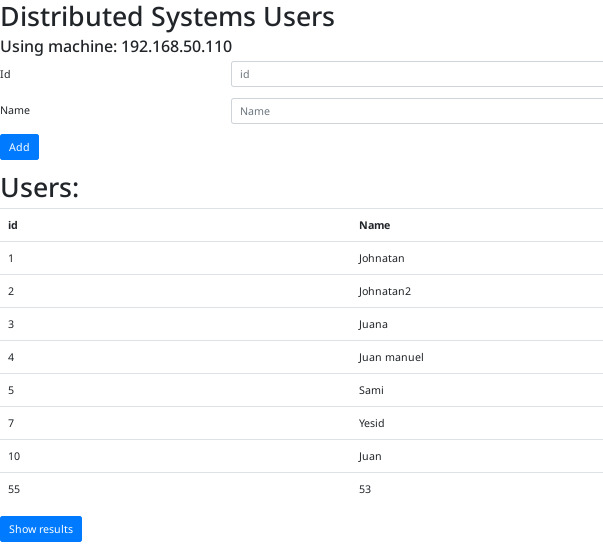 Distributed Systems Users
Using machine: 192.168.50.110
Id id
Name Name
Add
Users:
id Name
1 Johnatan
2 Johnatan2
3 Juana
4 Juan manuel
5 Sami
7 Yesid
10 Juan
55 53
Show results